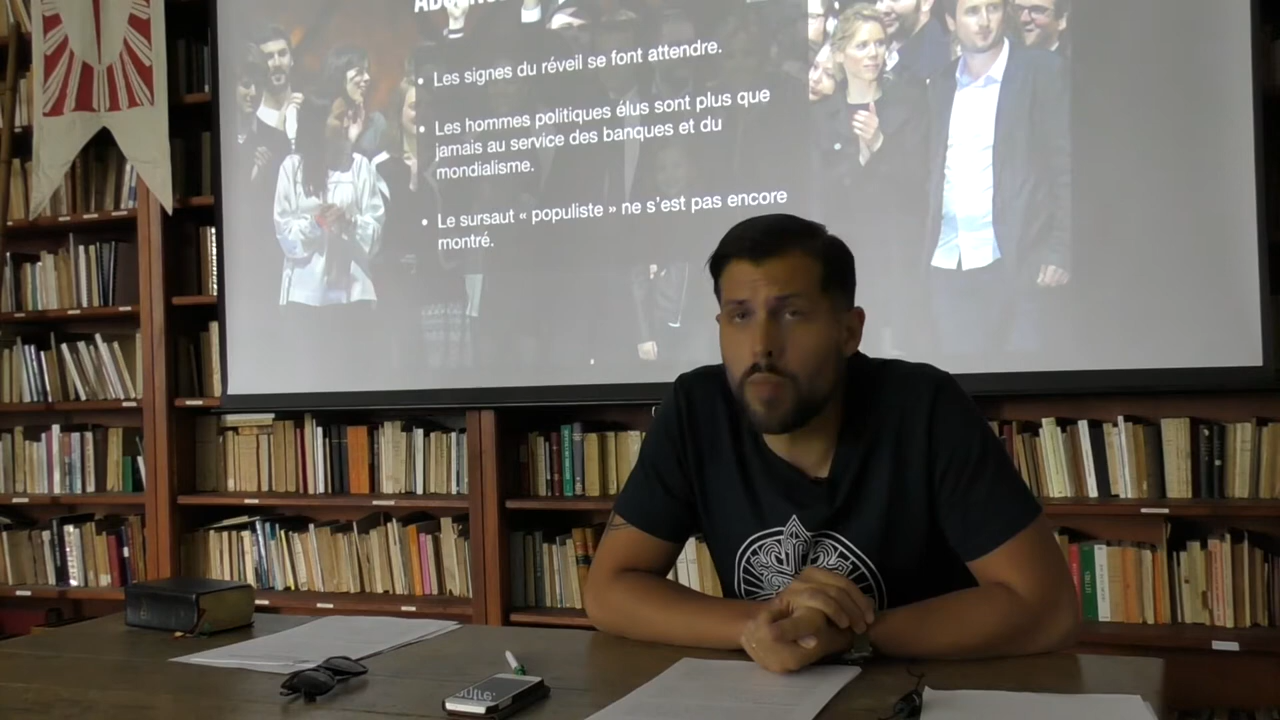 Les signes du réveil se font attendre.
Les hommes politiques élus sont plus que
jamais au service des banques et du
mondialisme.
Le sursaut « populiste » ne s'est pas encore
montré.